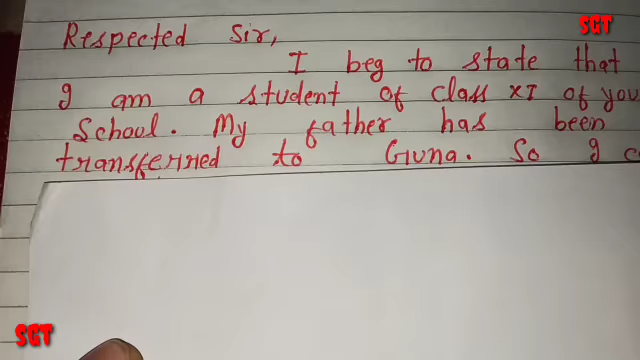 SGT
Respected Sir,
I beg to state that
I am a student of class XI of you
School. My father has been
transferried to Guna. So I c
SGT